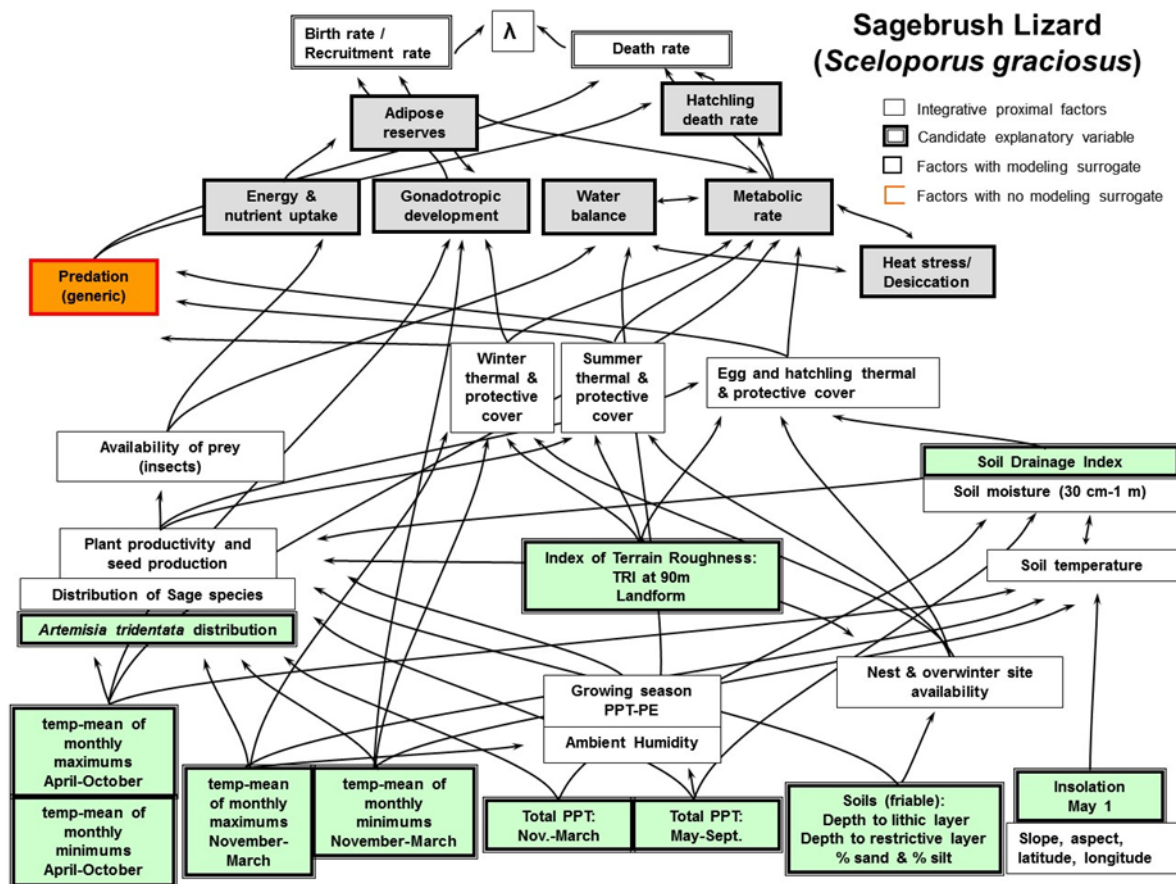 Sagebrush Lizard
(Sceloporus graciosus)
Birth rate /
Recruitment rate
λ
Death rate
Integrative proximal factors
Candidate explanatory variable
Factors with modeling surrogate
Factors with no modeling surrogate
Adipose
reserves
Hatchling
death rate
Energy &
nutrient uptake
Gonadotropic
development
Water
balance
Metabolic
rate
Predation
(generic)
Heat stress/
Desiccation
Winter
thermal &
protective
cover
Summer
thermal &
protective
cover
Egg and hatchling thermal
& protective cover
Availability of prey
(insects)
Soil Drainage Index
Soil moisture (30 cm-1 m)
Plant productivity and
seed production
Distribution of Sage species
Artemisia tridentata distribution
Index of Terrain Roughness:
TRI at 90m
Landform
Soil temperature
Growing season
PPT-PE
Ambient Humidity
Nest & overwinter site
availability
temp-mean of
monthly
maximums
April-October
temp-mean of
monthly
minimums
April-October
temp-mean
of monthly
maximums
November-
March
temp-mean of
monthly
minimums
November-March
Total PPT:
Nov.-March
Total PPT:
May-Sept.
Soils (friable):
Depth to lithic layer
Depth to restrictive layer
% sand & % silt
Insolation
May 1
Slope, aspect,
latitude, longitude